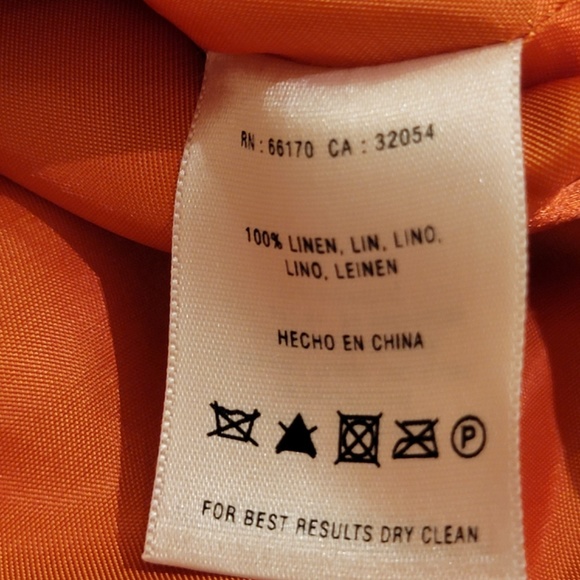 RN : 66170 CA : 32054
100% LINEN, LIN, LINO,
LINO, LEINEN
HECHO EN CHINA
P
FOR BEST RESULTS DRY CLEAN